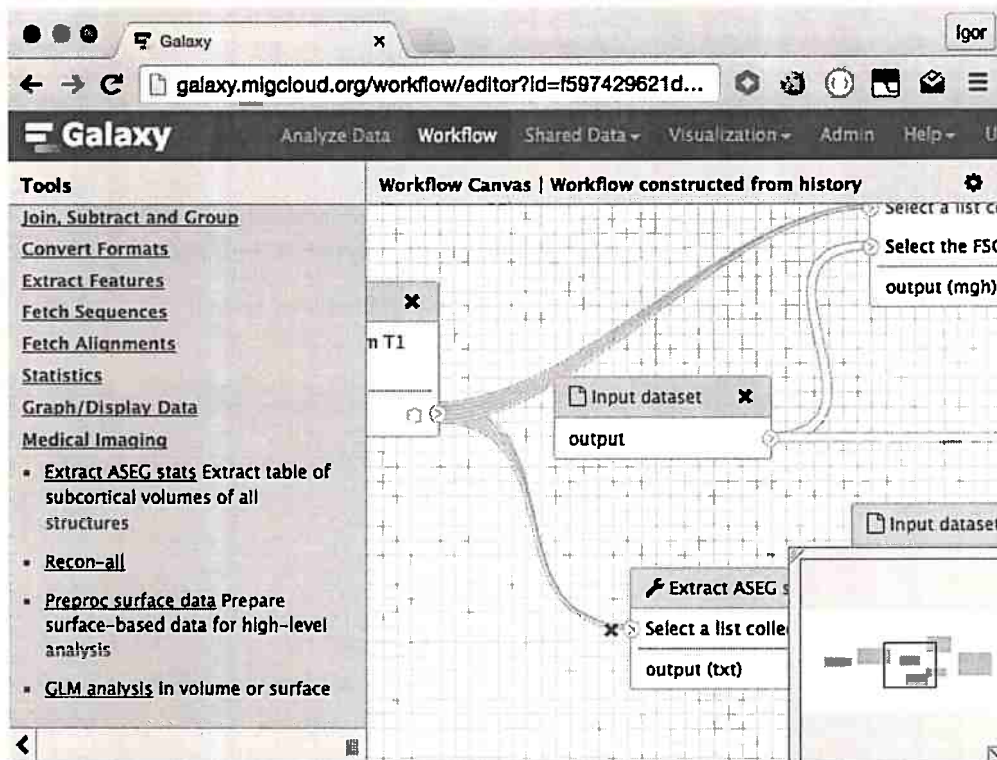 Galaxy
Igor
galaxy.migcloud.org/workflow/editor?id=f597429621d...
Galaxy
Analyze Data Workflow Shared Data Visualization Admin Help U
Tools
Join, Subtract and Group
Convert Formats
Extract Features
Fetch Sequences
Fetch Alignments
Statistics
Graph/Display Data
Medical Imaging
Extract ASEG stats Extract table of
subcortical volumes of all
structures
Recon-all
Preproc surface data Prepare
surface-based data for high-level
analysis
GLM analysis in volume or surface
Workflow Canvas | Workflow constructed from history
Select a list co
Select the FSG
output (mgh)
m T1
Input dataset
output
Input dataset
Extract ASEG s
Select a list colle
output (txt)